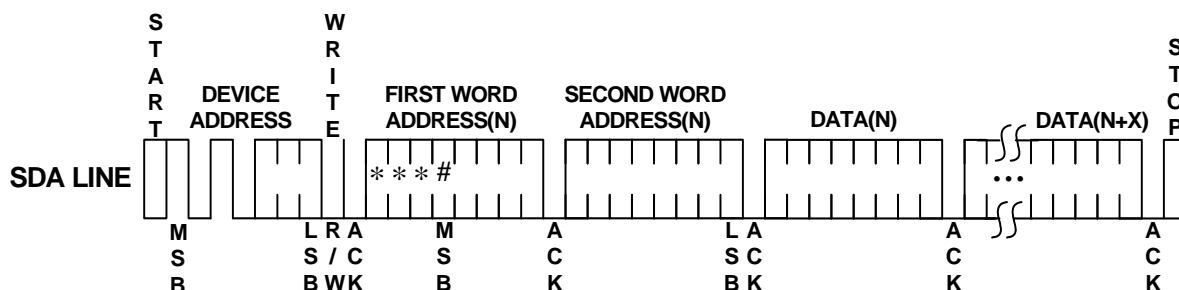 START
WRITE
STOP
DEVICE
ADDRESS
FIRST WORD
ADDRESS(N)
SECOND WORD
ADDRESS(N)
DATA(N)
DATA(N+X)
SDA LINE
***#
...
MSB
LSB
R/W
ACK
MSB
ACK
LSB
ACK
ACK
ACK